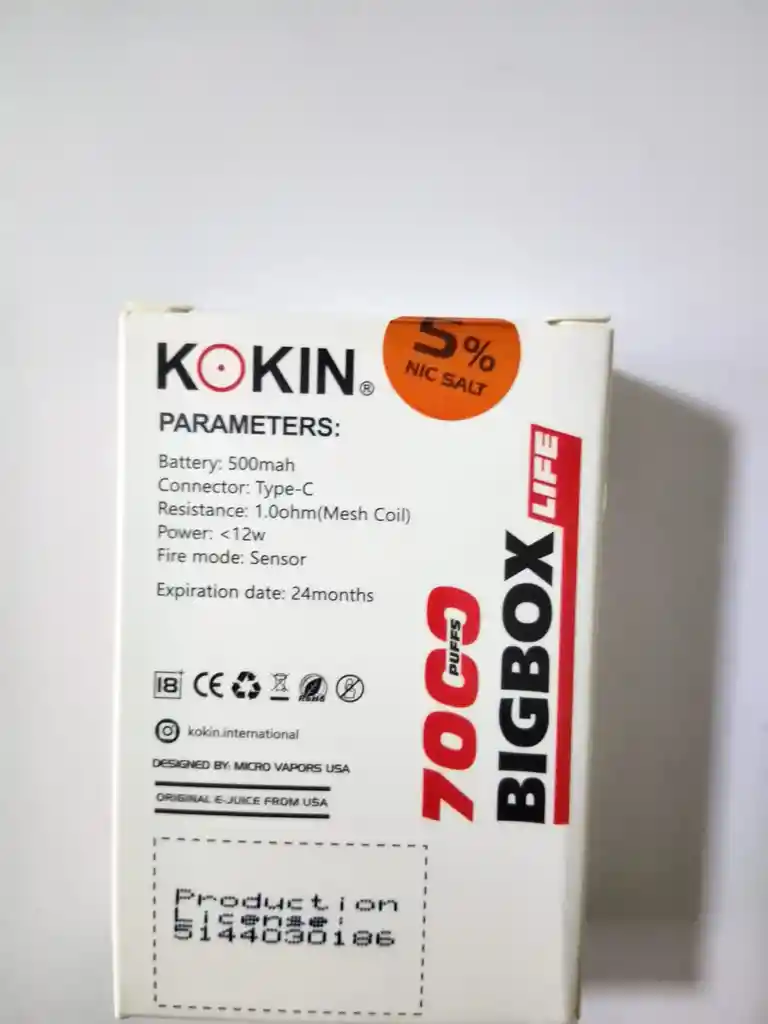 KOKIN®
5%
NIC SALT
PARAMETERS:
Battery: 500mah
Connector: Type-C
Resistance: 1.0ohm(Mesh Coil)
Power: <12w
Fire mode: Sensor
Expiration date: 24months
7000
PUFFS
BIGBOX
LIFE
18+ CE
RoHS
kokin.international
DESIGNED BY: MICRO VAPORS USA
ORIGINAL E-JUICE FROM USA
Production
License:
5144030186